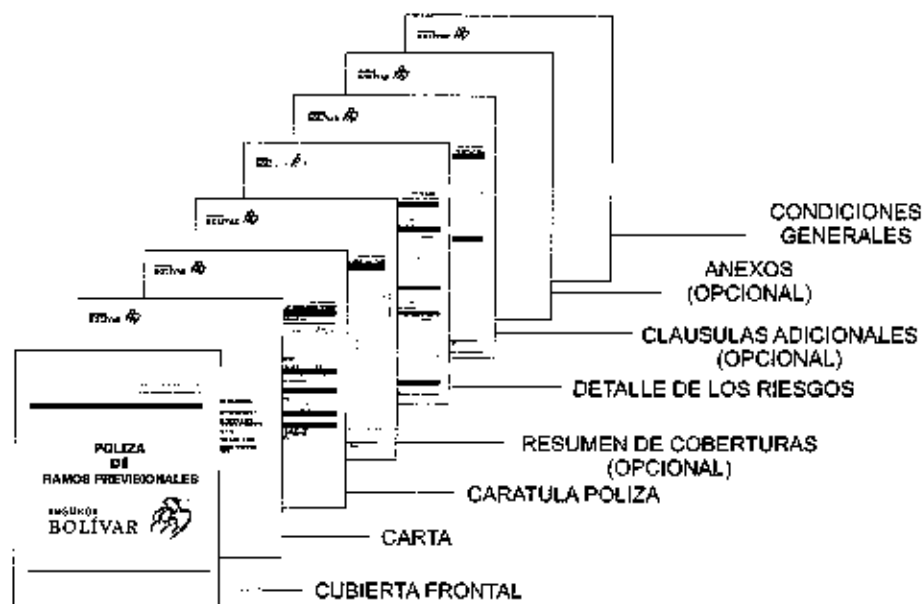 CONDICIONES
GENERALES
ANEXOS
(OPCIONAL)
CLAUSULAS ADICIONALES
(OPCIONAL)
DETALLE DE LOS RIESGOS
RESUMEN DE COBERTURAS
(OPCIONAL)
CARATULA POLIZA
CARTA
CUBIERTA FRONTAL
POLIZA
DE
RAMOS PREVISIONALES
SEGUROS
BOLÍVAR